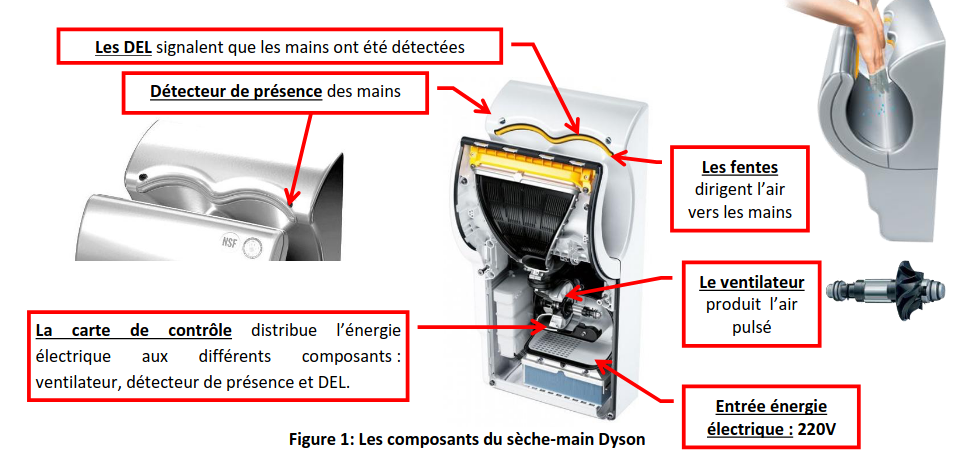 Les DEL signalent que les mains ont été détectées
Détecteur de présence des mains
Les fentes
dirigent l’air
vers les mains
NSF
Le ventilateur
produit l’air
pulsé
La carte de contrôle distribue l’énergie
électrique aux différents composants :
ventilateur, détecteur de présence et DEL.
Entrée énergie
électrique : 220V
Figure 1: Les composants du sèche-main Dyson